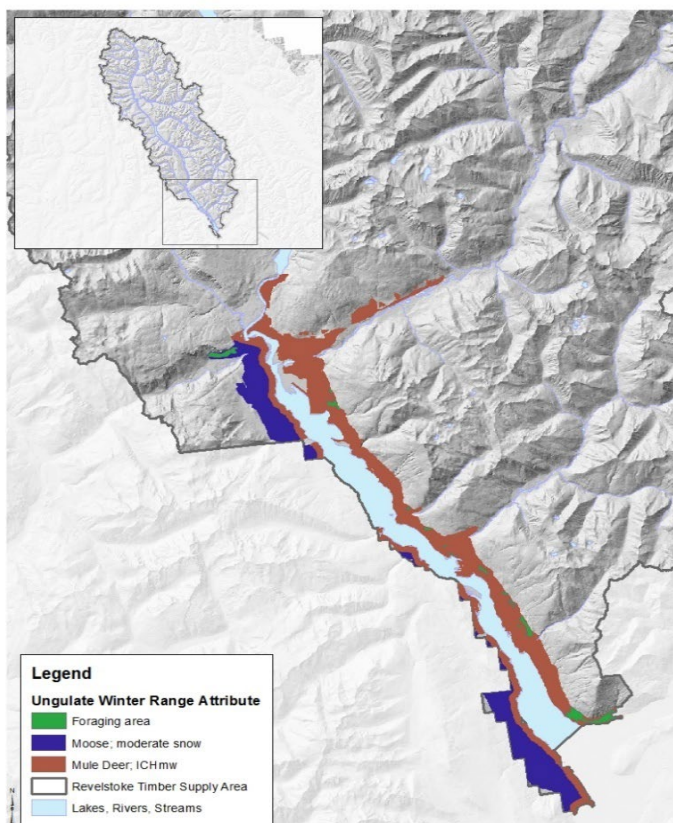 Legend
Ungulate Winter Range Attribute
Foraging area
Moose; moderate snow
Mule Deer; ICHmw
Revelstoke Timber Supply Area
Lakes, Rivers, Streams
N